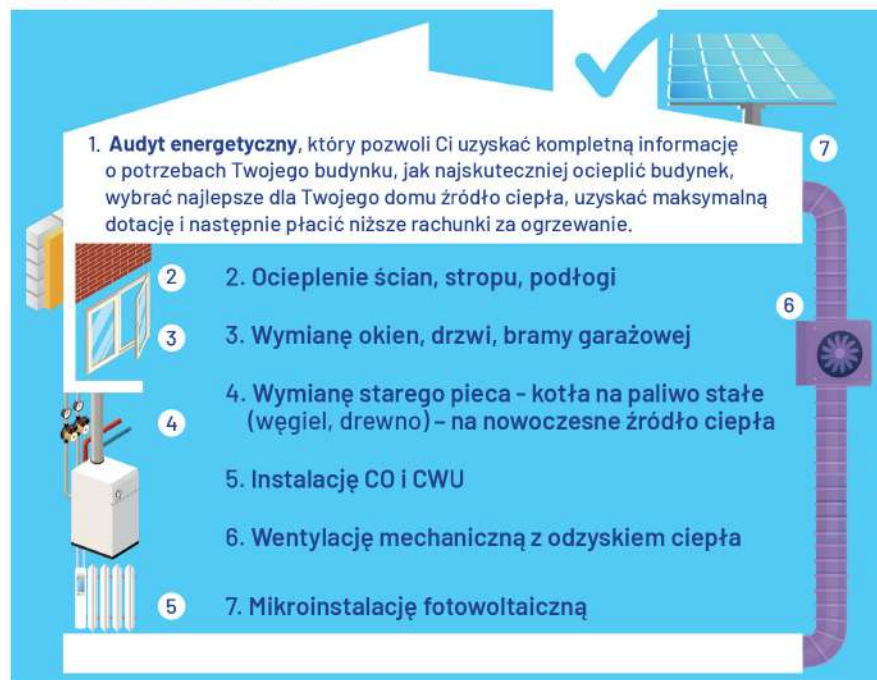 1. Audyt energetyczny, który pozwoli Ci uzyskać kompletną informację
o potrzebach Twojego budynku, jak najskuteczniej ocieplić budynek,
wybrać najlepsze dla Twojego domu źródło ciepła, uzyskać maksymalną
dotację i następnie płacić niższe rachunki za ogrzewanie.
7
2
2. Ocieplenie ścian, stropu, podłogi
6
3
3. Wymianę okien, drzwi, bramy garażowej
4
4. Wymianę starego pieca - kotła na paliwo stałe
(węgiel, drewno) – na nowoczesne źródło ciepła
5. Instalację CO i CWU
6. Wentylację mechaniczną z odzyskiem ciepła
5
7. Mikroinstalację fotowoltaiczną